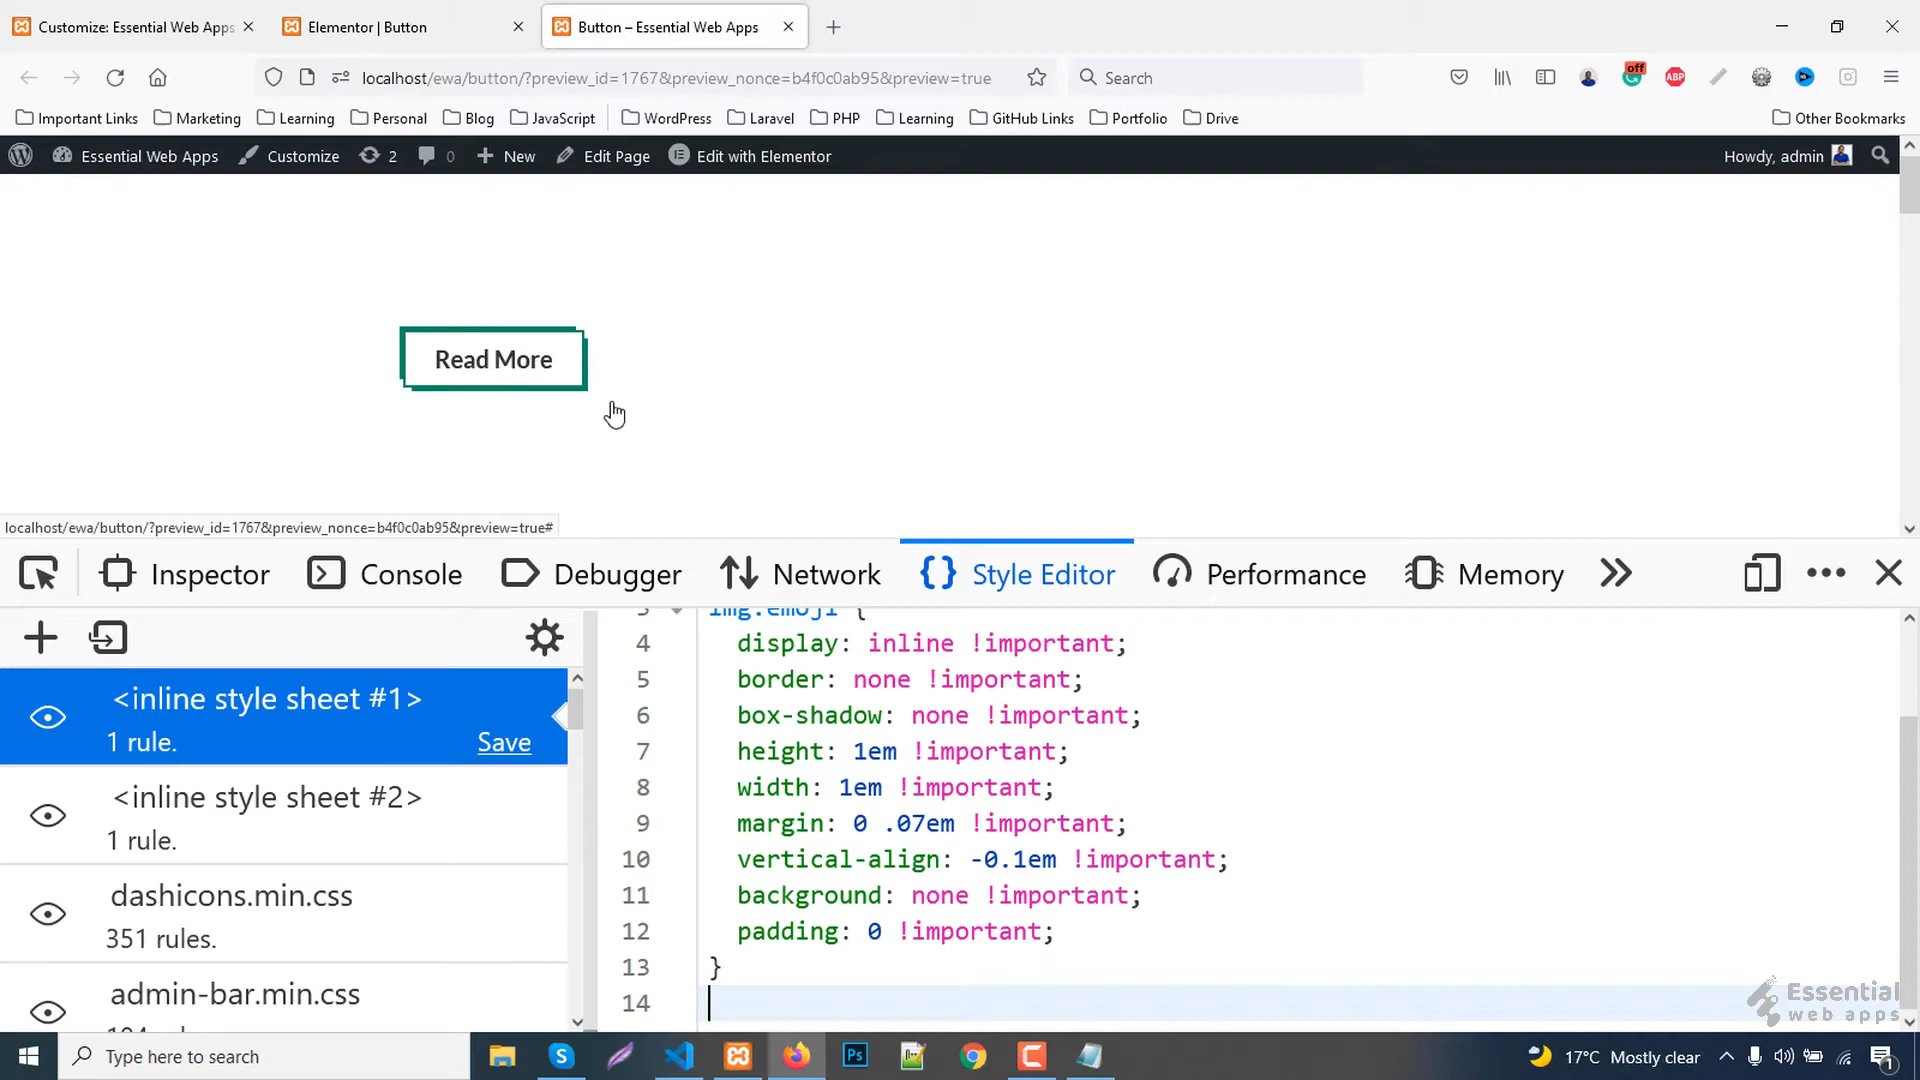 Customize: Essential Web Apps
Elementor | Button
Button – Essential Web Apps
localhost/ewa/button/?preview_id=1767&preview_nonce=b4f0c0ab95&preview=true
Search
off
ABP
Important Links
Marketing
Learning
Personal
Blog
JavaScript
WordPress
Laravel
PHP
Learning
GitHub Links
Portfolio
Drive
Other Bookmarks
Essential Web Apps
Customize
2
0
New
Edit Page
Edit with Elementor
Howdy, admin
Read More
localhost/ewa/button/?preview_id=1767&preview_nonce=b4f0c0ab95&preview=true#
Inspector
Console
Debugger
Network
{ } Style Editor
Performance
Memory
<inline style sheet #1>
1 rule.
Save
<inline style sheet #2>
1 rule.
dashicons.min.css
351 rules.
admin-bar.min.css
3 img.emoji {
4 display: inline !important;
5 border: none !important;
6 box-shadow: none !important;
7 height: 1em !important;
8 width: 1em !important;
9 margin: 0 .07em !important;
10 vertical-align: -0.1em !important;
11 background: none !important;
12 padding: 0 !important;
13 }
14
Essential
web apps
Type here to search
Ps
17°C Mostly clear
1